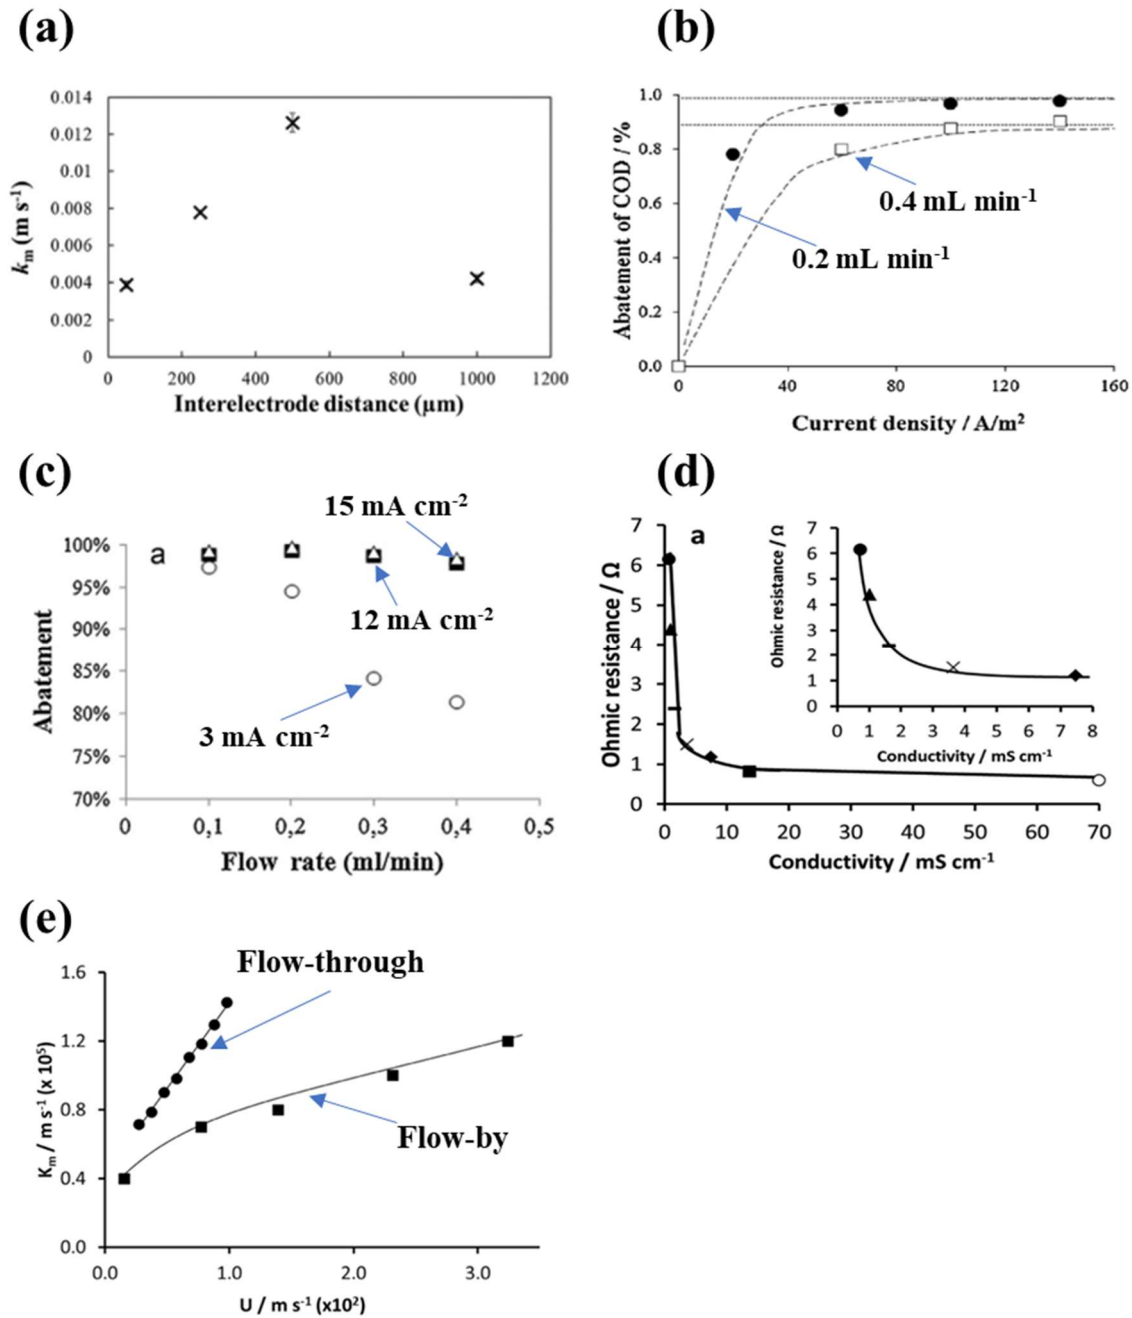 (a)
0.014
0.012
0.01
0.008
0.006
0.004
0.002
0
k_m (m s⁻¹)
0 200 400 600 800 1000 1200
Interelectrode distance (µm)
(b)
1.0
0.8
0.6
0.4
0.2
0.0
Abatement of COD / %
0.4 mL min⁻¹
0.2 mL min⁻¹
0 40 80 120 160
Current density / A/m²
(c)
a
100%
95%
90%
85%
80%
75%
70%
Abatement
15 mA cm⁻²
12 mA cm⁻²
3 mA cm⁻²
0 0,1 0,2 0,3 0,4 0,5
Flow rate (ml/min)
(d)
a
7
6
5
4
3
2
1
0
Ohmic resistance / Ω
0 10 20 30 40 50 60 70
Conductivity / mS cm⁻¹
7
6
5
4
3
2
1
0
Ohmic resistance / Ω
0 1 2 3 4 5 6 7 8
Conductivity / mS cm⁻¹
(e)
Flow-through
Flow-by
1.6
1.2
0.8
0.4
0.0
K_m / m s⁻¹ (x 10⁵)
0.0 1.0 2.0 3.0
U / m s⁻¹ (x10²)